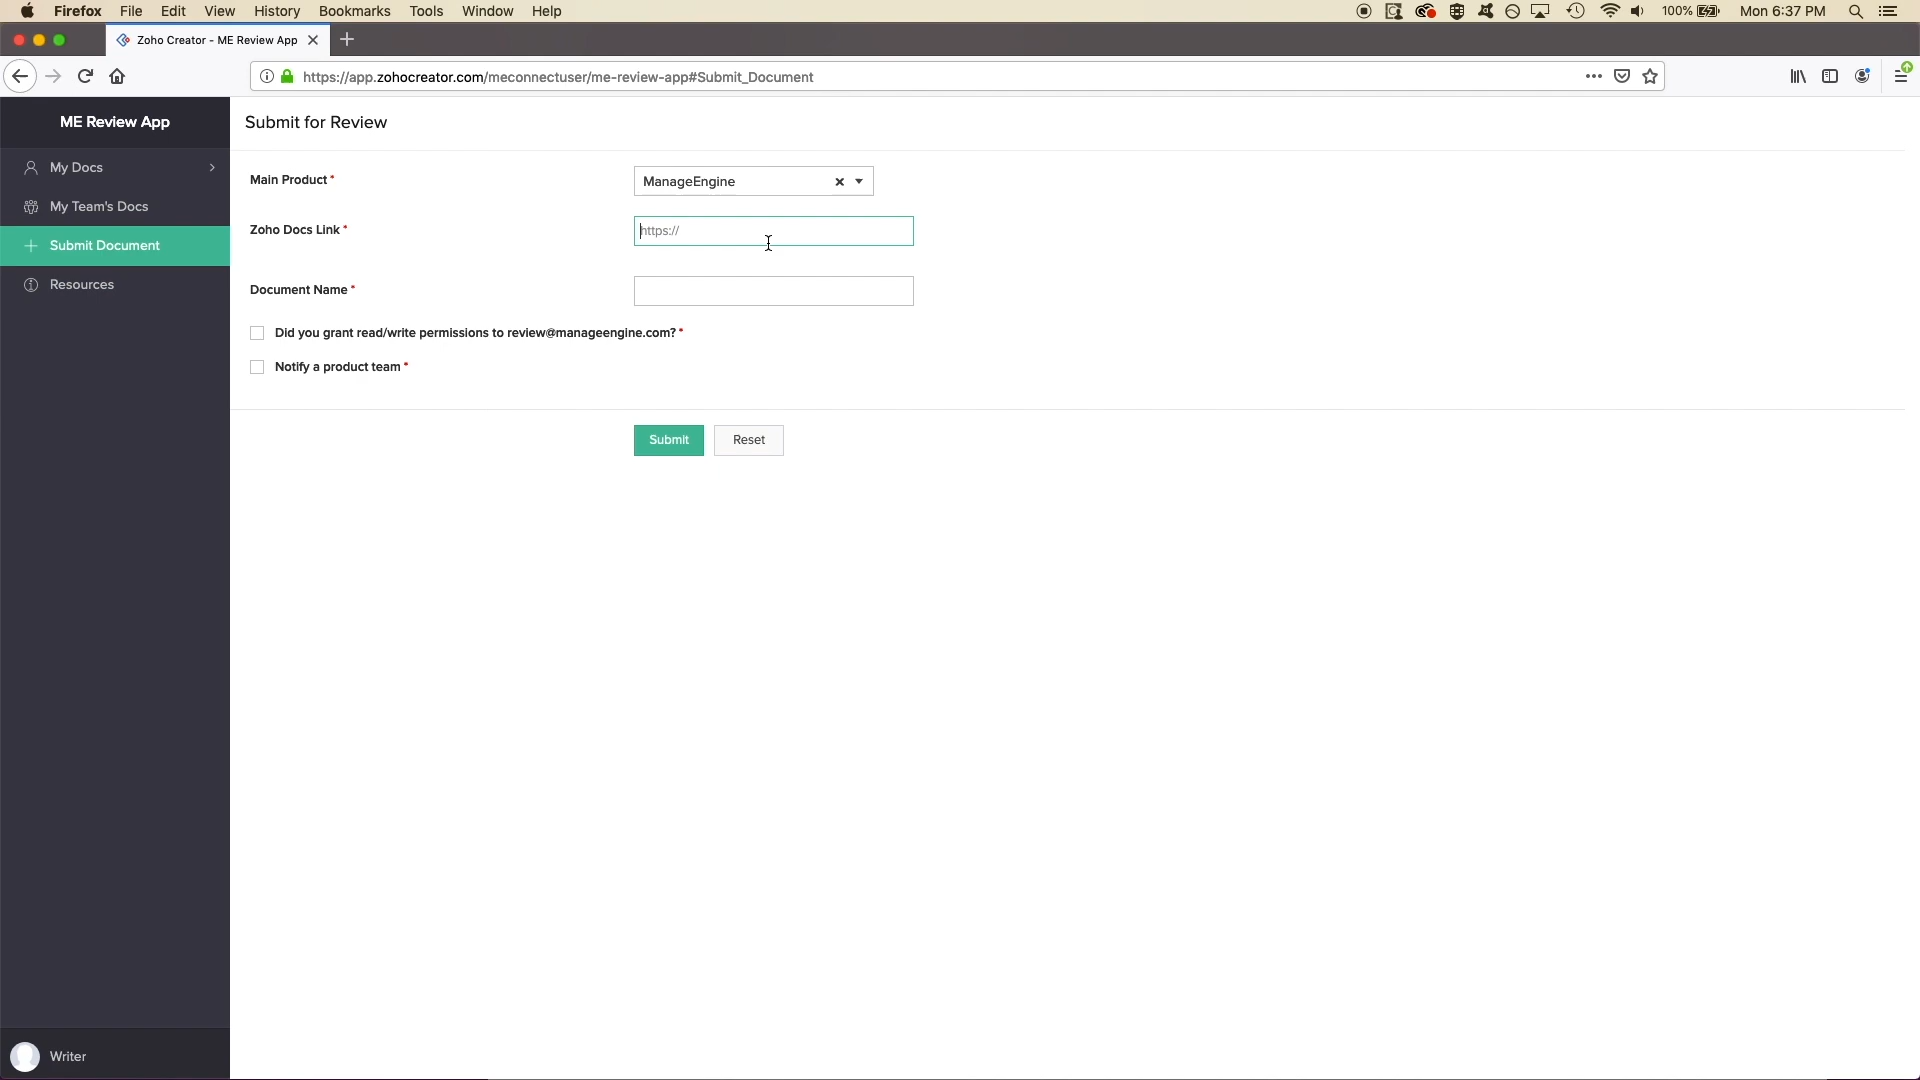 Firefox File Edit View History Bookmarks Tools Window Help 100% Mon 6:37 PM
Zoho Creator - ME Review App
https://app.zohocreator.com/meconnectuser/me-review-app#Submit_Document
ME Review App
My Docs
My Team's Docs
Submit Document
Resources
Writer
Submit for Review
Main Product *
ManageEngine
Zoho Docs Link *
https://
Document Name *
Did you grant read/write permissions to review@manageengine.com? *
Notify a product team *
Submit Reset